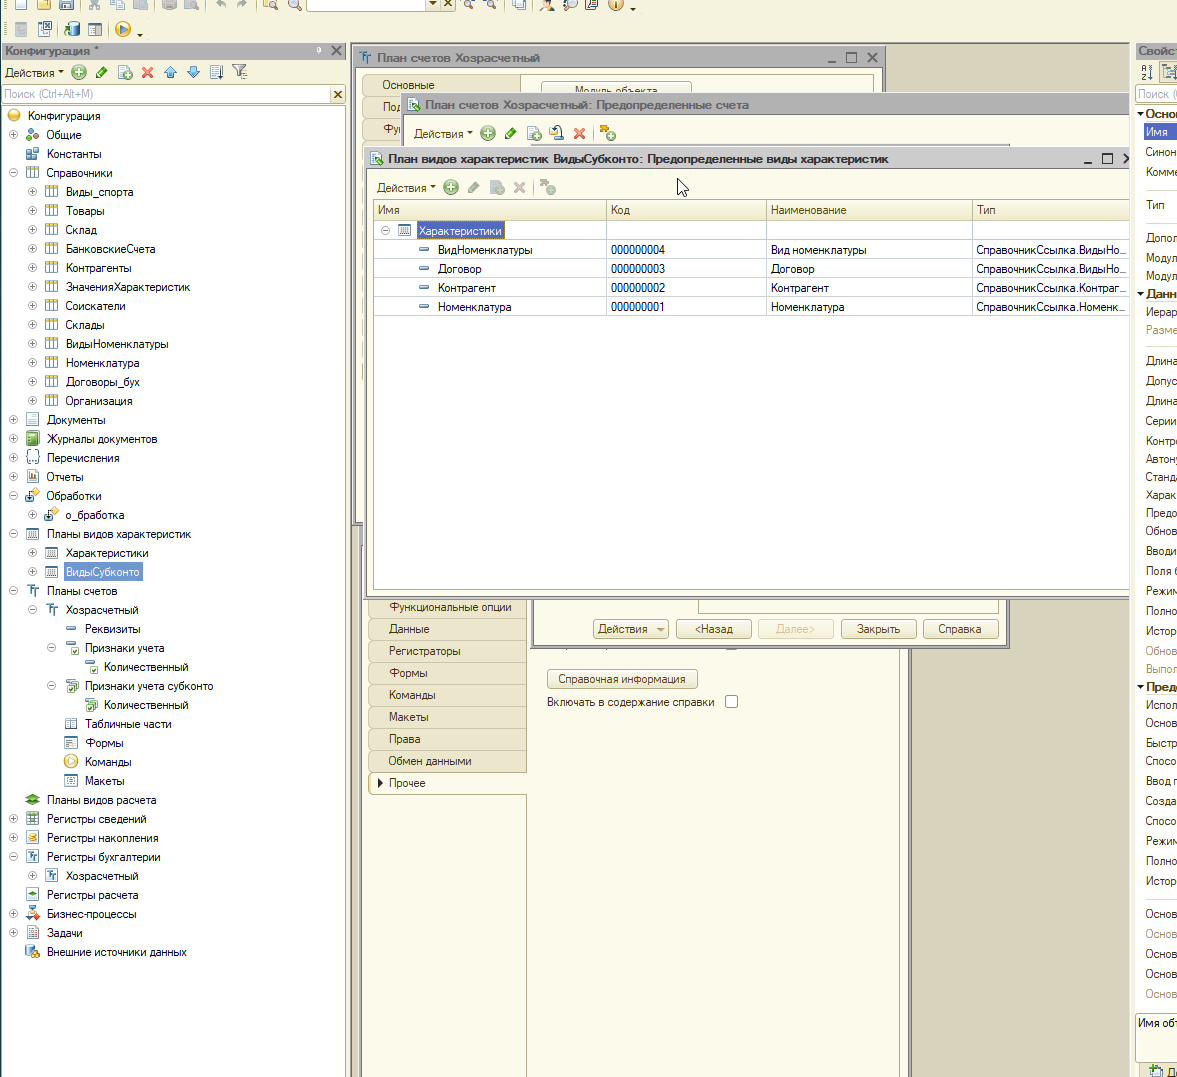 Конфигурация *
Действия
Поиск (Ctrl+Alt+M)
Конфигурация
Общие
Константы
Справочники
Виды_спорта
Товары
Склад
БанковскиеСчета
Контрагенты
ЗначенияХарактеристик
Соискатели
Склады
ВидыНоменклатуры
Номенклатура
Договоры_бух
Организация
Документы
Журналы документов
Перечисления
Отчеты
Обработки
о_бработка
Планы видов характеристик
Характеристики
ВидыСубконто
Планы счетов
Хозрасчетный
Реквизиты
Признаки учета
Количественный
Признаки учета субконто
Количественный
Табличные части
Формы
Команды
Макеты
Планы видов расчета
Регистры сведений
Регистры накопления
Регистры бухгалтерии
Хозрасчетный
Регистры расчета
Бизнес-процессы
Задачи
Внешние источники данных
План счетов Хозрасчетный
Основные
Модуль объекта
Под
Фун
План счетов Хозрасчетный: Предопределенные счета
Действия
План видов характеристик ВидыСубконто: Предопределенные виды характеристик
Действия
Имя Код Наименование Тип
Характеристики
ВидНоменклатуры 000000004 Вид номенклатуры СправочникСсылка.ВидыНо...
Договор 000000003 Договор СправочникСсылка.ВидыНо...
Контрагент 000000002 Контрагент СправочникСсылка.Контраг...
Номенклатура 000000001 Номенклатура СправочникСсылка.Номенк...
Функциональные опции
Данные
Регистраторы
Формы
Команды
Макеты
Права
Обмен данными
Прочее
Действия <Назад Далее> Закрыть Справка
Справочная информация
Включать в содержание справки
Свойс
Поиск (
Осно
Имя
Синон
Комме
Тип
Допол
Модул
Модул
Данн
Иерар
Разме
Длина
Допус
Длина
Серии
Контр
Автону
Станда
Харак
Предо
Обнов
Вводи
Поля б
Режим
Полно
Истор
Обнов
Выпол
Предс
Испол
Основ
Быстр
Спосо
Ввод п
Созда
Спосо
Режим
Полно
Истор
Основ
Основ
Основ
Основ
Основ
Имя объ